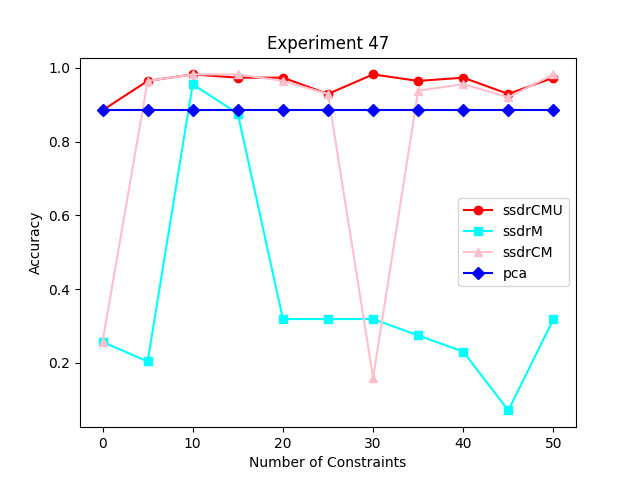 Experiment 47
Accuracy
1.0
0.8
0.6
0.4
0.2
ssdrCMU
ssdrM
ssdrCM
pca
0 10 20 30 40 50
Number of Constraints